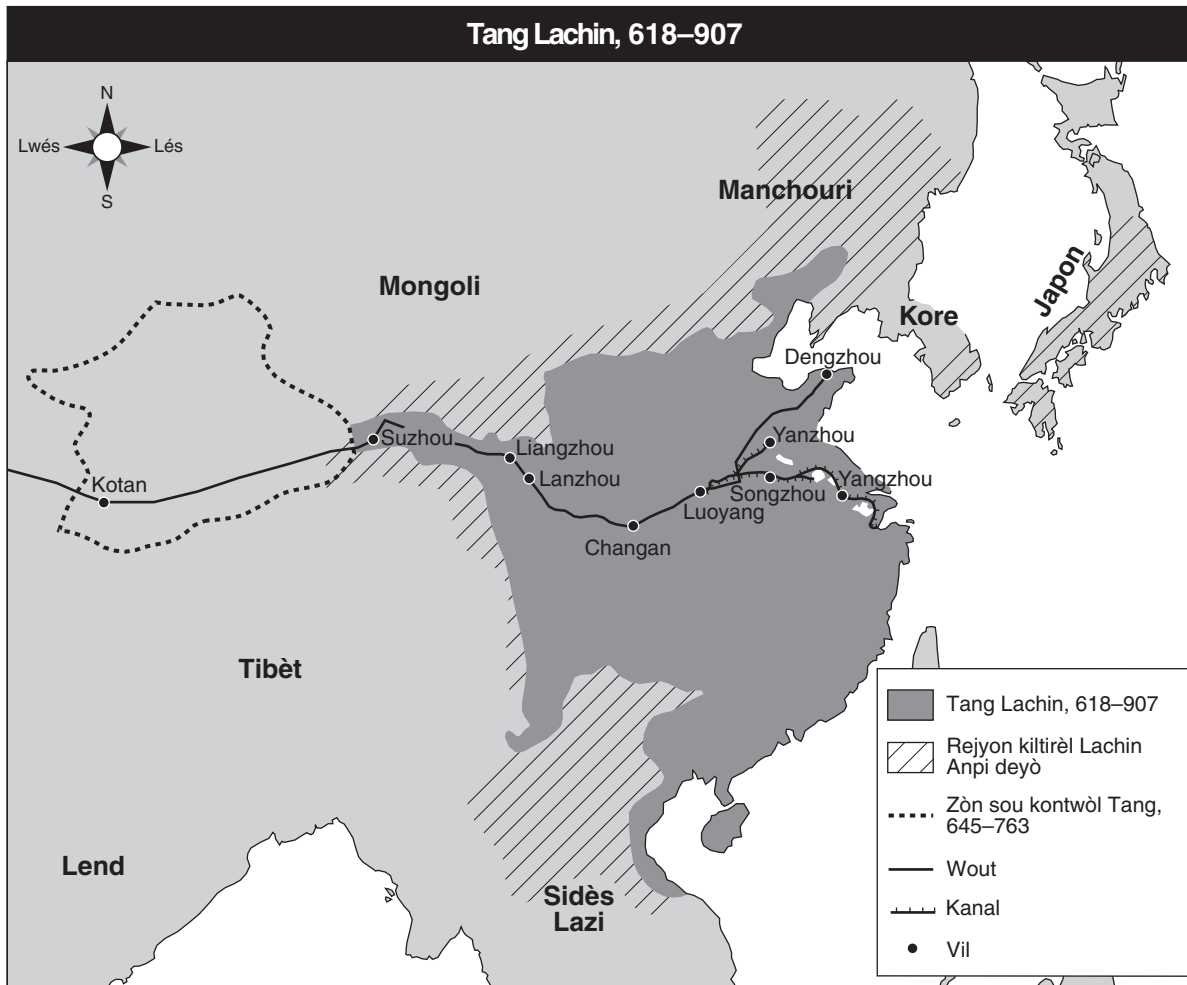 Tang Lachin, 618–907
N
Lwés
Lés
S
Manchouri
Mongoli
Japon
Kore
Dengzhou
Yanzhou
Suzhou
Liangzhou
Lanzhou
Kotan
Songzhou
Yangzhou
Luoyang
Changan
Tibèt
Lend
Sidès
Lazi
Tang Lachin, 618–907
Rejyon kiltirèl Lachin
Anpi deyò
Zòn sou kontwòl Tang,
645–763
Wout
Kanal
Vil